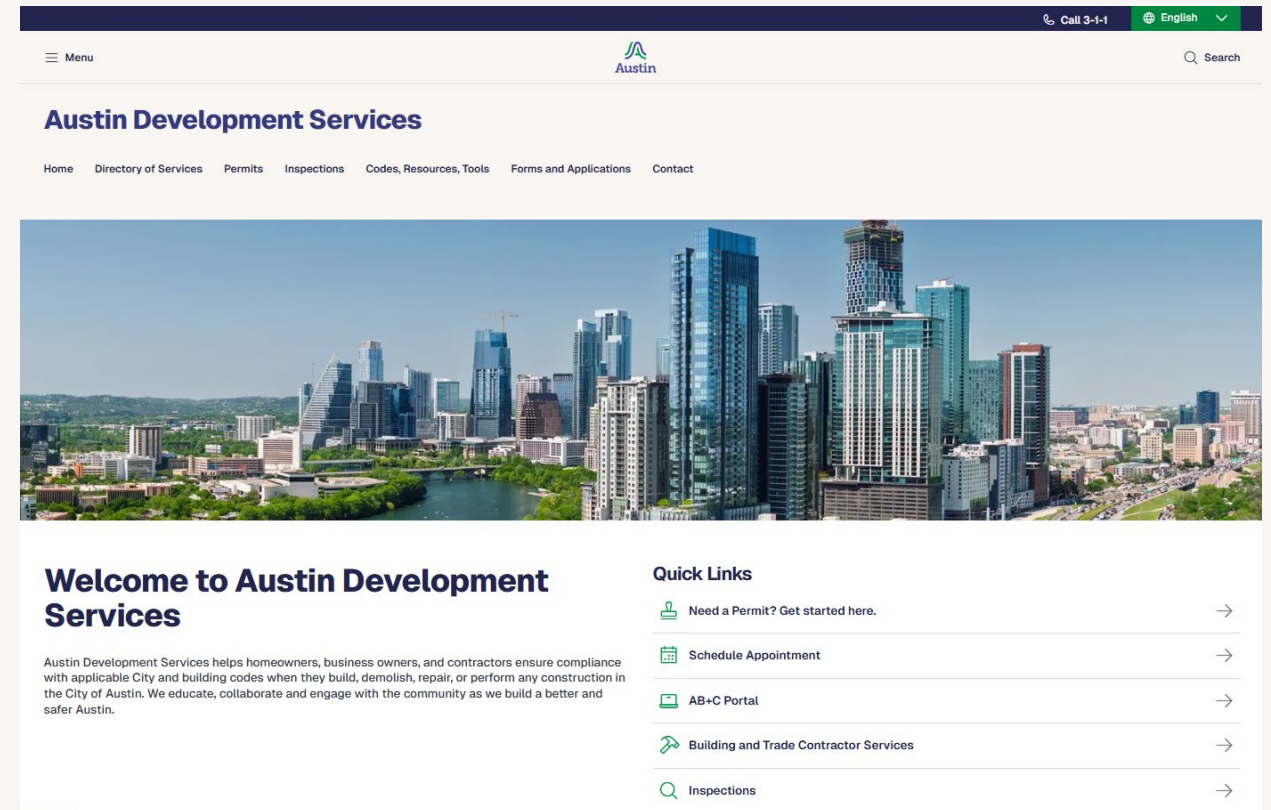 Call 3-1-1
English
Menu
Austin
Search
Austin Development Services
Home Directory of Services Permits Inspections Codes, Resources, Tools Forms and Applications Contact
Welcome to Austin Development
Services
Austin Development Services helps homeowners, business owners, and contractors ensure compliance
with applicable City and building codes when they build, demolish, repair, or perform any construction in
the City of Austin. We educate, collaborate and engage with the community as we build a better and
safer Austin.
Quick Links
Need a Permit? Get started here.
Schedule Appointment
AB+C Portal
Building and Trade Contractor Services
Inspections